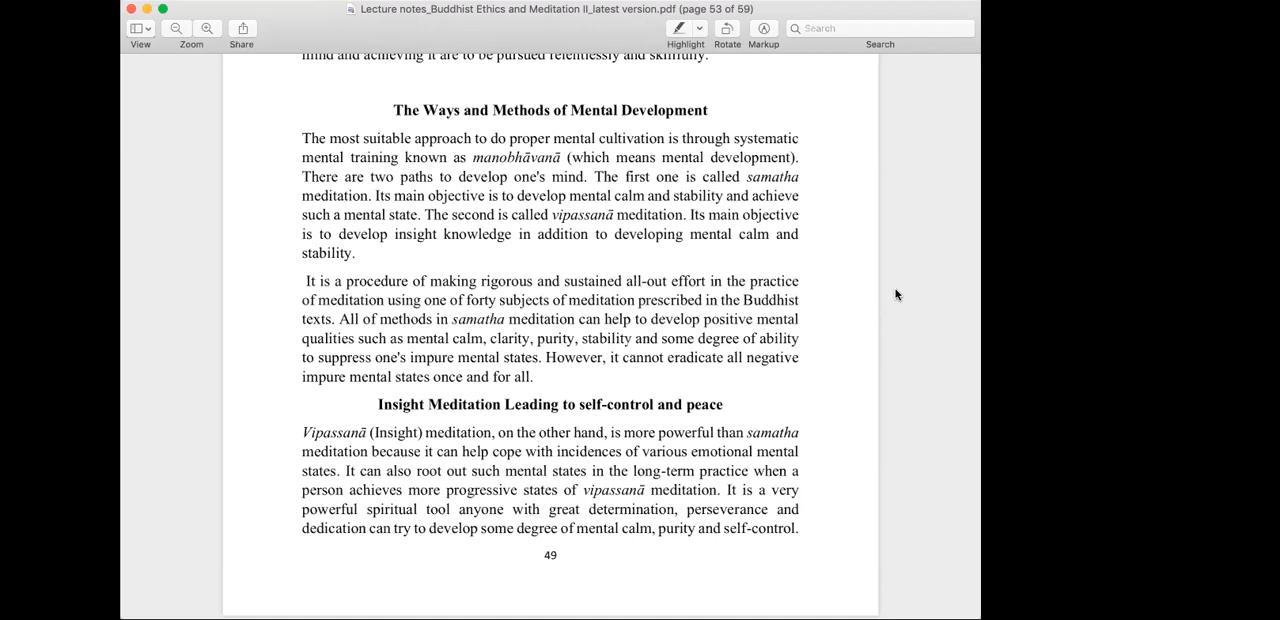 Lecture notes_Buddhist Ethics and Meditation II_latest version.pdf (page 53 of 59)
Search
View Zoom Share Highlight Rotate Markup Search
mind and achieving it are to be pursued relentlessly and skillfully.
The Ways and Methods of Mental Development
The most suitable approach to do proper mental cultivation is through systematic
mental training known as manobhāvanā (which means mental development).
There are two paths to develop one's mind. The first one is called samatha
meditation. Its main objective is to develop mental calm and stability and achieve
such a mental state. The second is called vipassanā meditation. Its main objective
is to develop insight knowledge in addition to developing mental calm and
stability.
It is a procedure of making rigorous and sustained all-out effort in the practice
of meditation using one of forty subjects of meditation prescribed in the Buddhist
texts. All of methods in samatha meditation can help to develop positive mental
qualities such as mental calm, clarity, purity, stability and some degree of ability
to suppress one's impure mental states. However, it cannot eradicate all negative
impure mental states once and for all.
Insight Meditation Leading to self-control and peace
Vipassanā (Insight) meditation, on the other hand, is more powerful than samatha
meditation because it can help cope with incidences of various emotional mental
states. It can also root out such mental states in the long-term practice when a
person achieves more progressive states of vipassanā meditation. It is a very
powerful spiritual tool anyone with great determination, perseverance and
dedication can try to develop some degree of mental calm, purity and self-control.
49